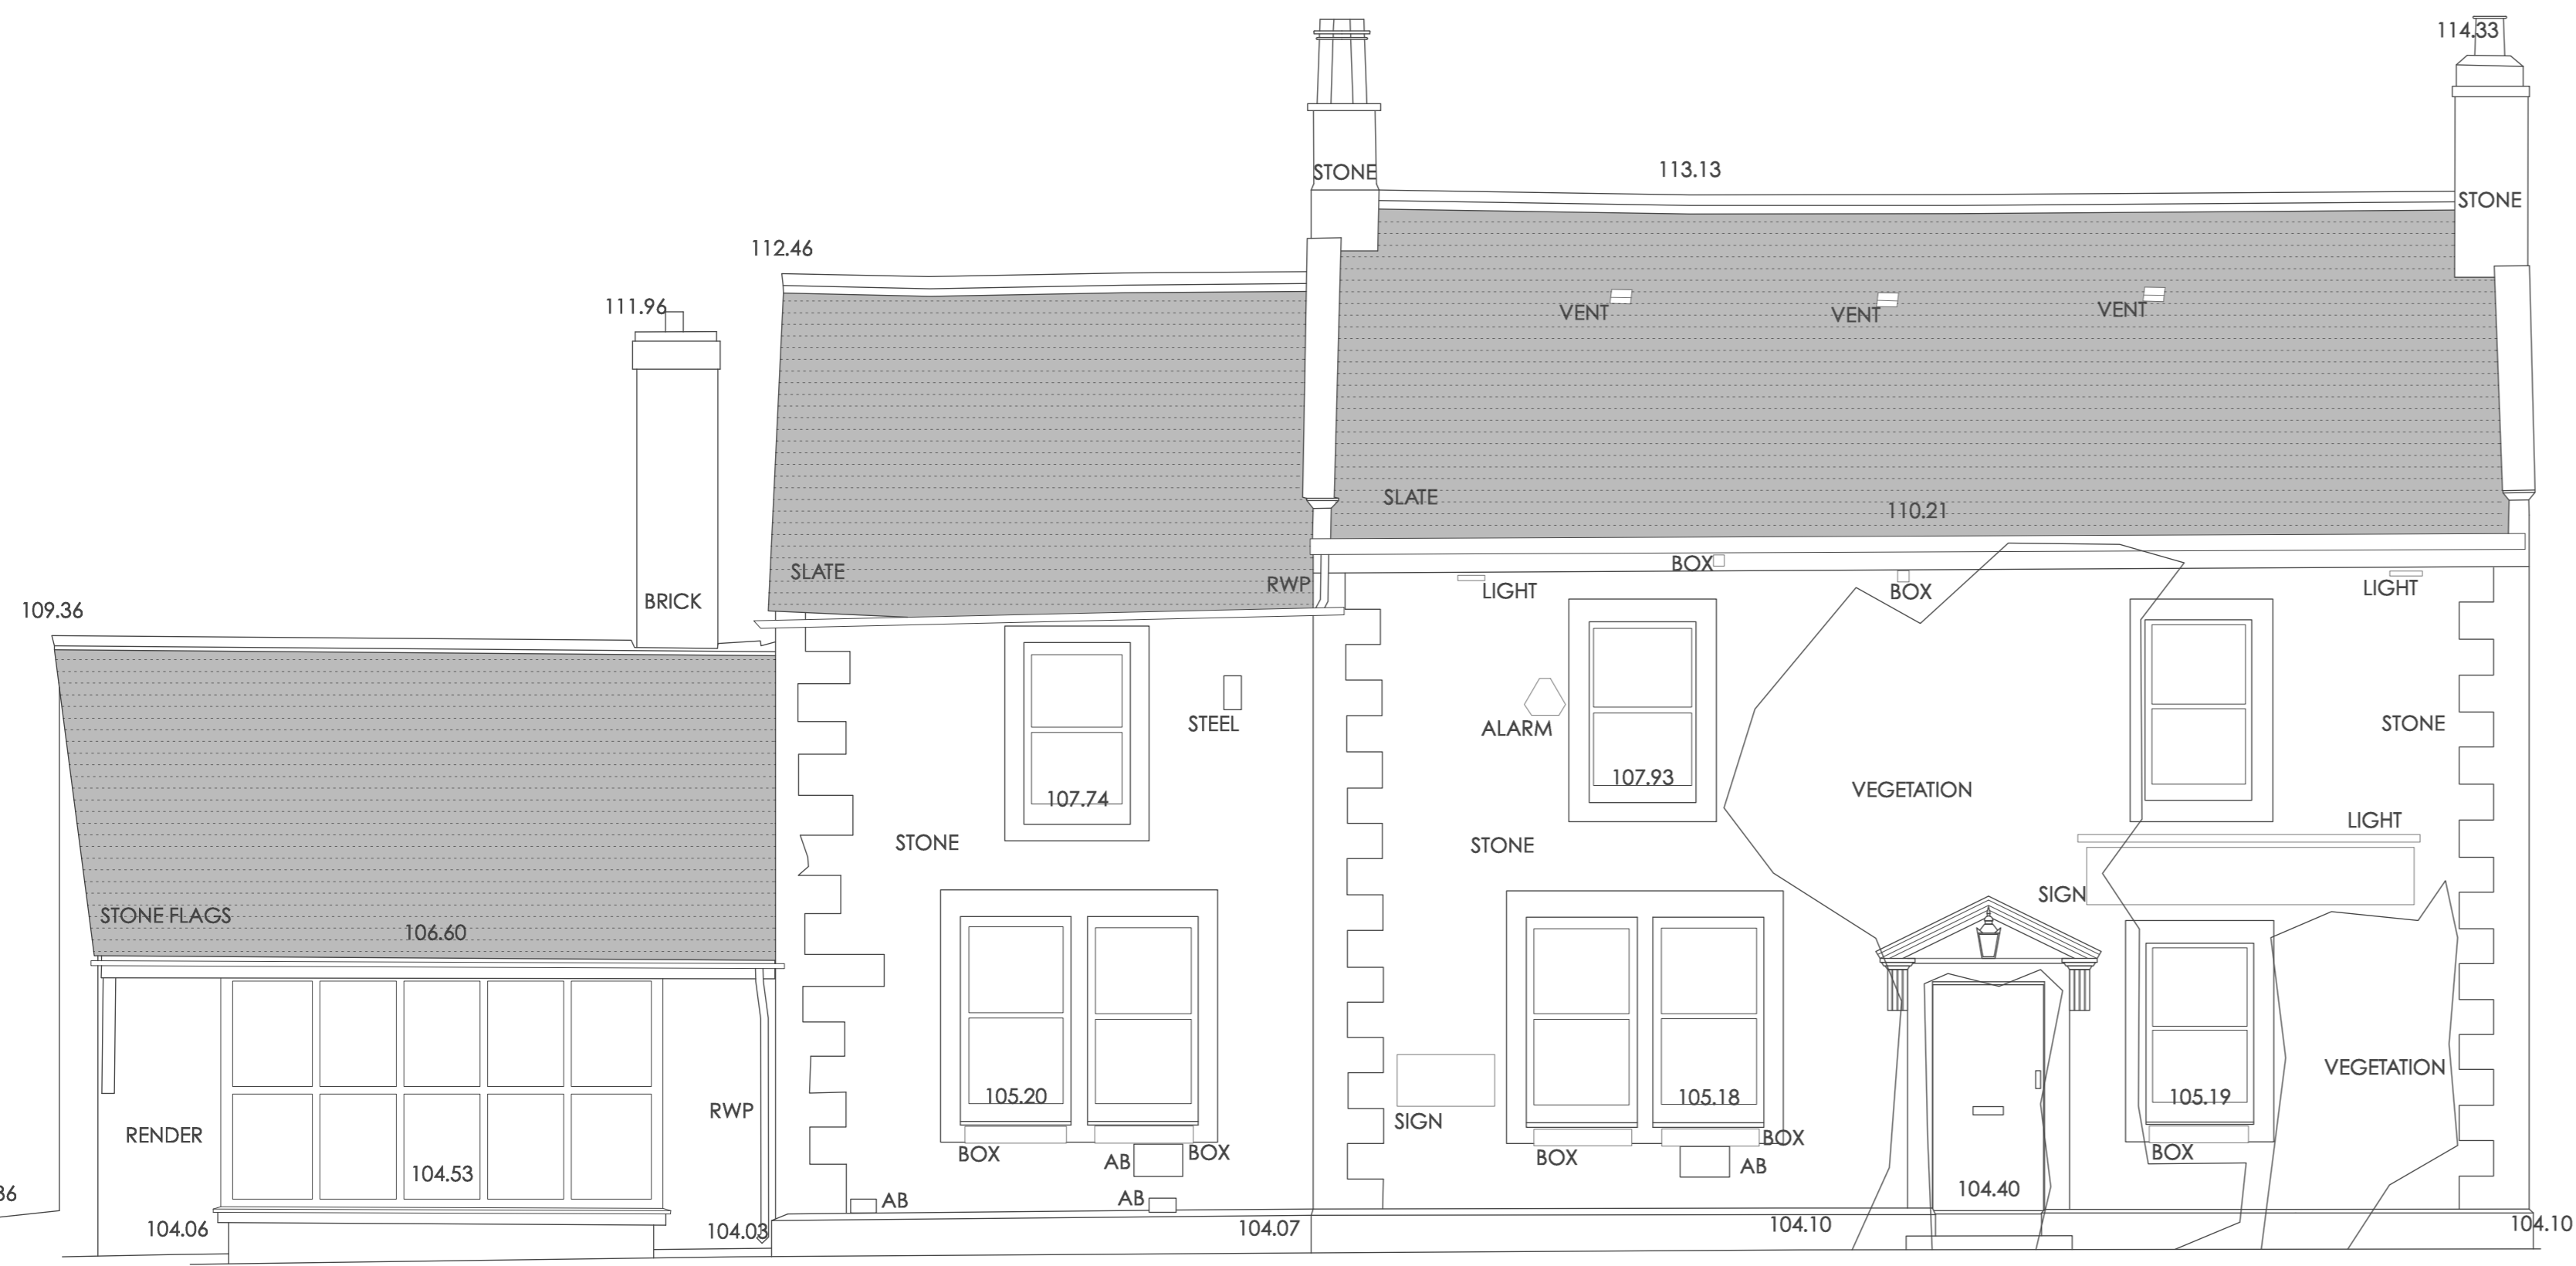 114.33
STONE
113.13
STONE
112.46
111.96
VENT
VENT
VENT
SLATE
110.21
BOX
SLATE
RWP
LIGHT
BOX
LIGHT
BRICK
109.36
STEEL
ALARM
STONE
107.93
107.74
VEGETATION
LIGHT
STONE
STONE
SIGN
STONE FLAGS
106.60
VEGETATION
105.20
105.18
105.19
RWP
SIGN
RENDER
BOX
BOX
AB
BOX
BOX
AB
BOX
104.53
104.40
36
AB
AB
104.06
104.03
104.07
104.10
104.10